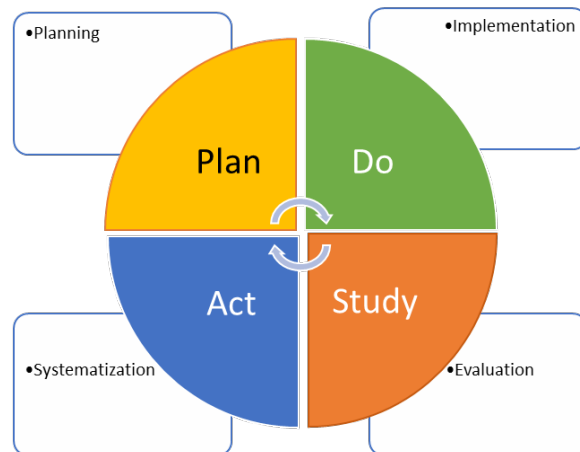 •Planning
•Implementation
Plan
Do
Act
Study
•Systematization
•Evaluation